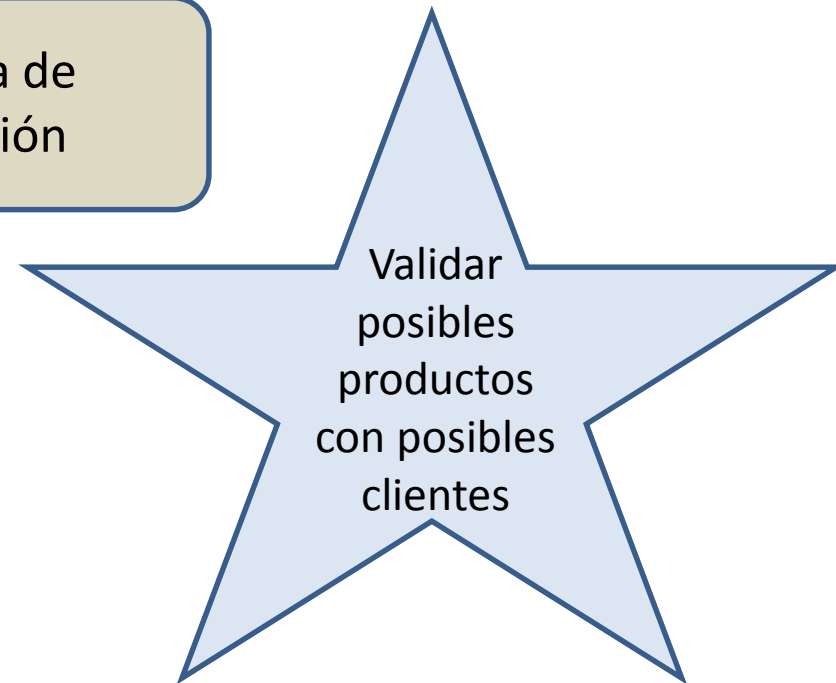 a de
ión
Validar
posibles
productos
con posibles
clientes